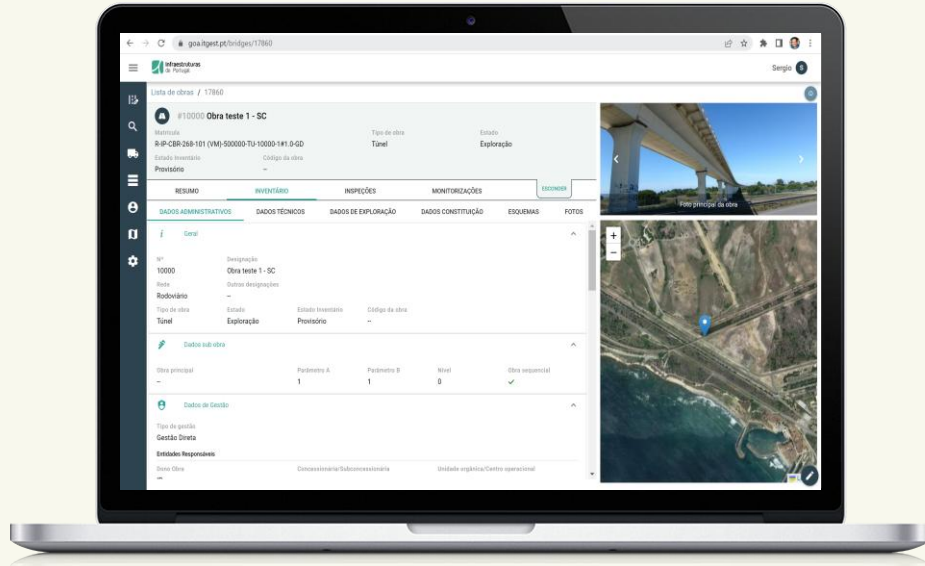 goa.itgest.pt/bridges/17860
Infraestruturas
de Portugal
Sergio S
Lista de obras / 17860
#10000 Obra teste 1 - SC
Matrícula Tipo de obra Estado
R-IP-CBR-268-101 (VM)-500000-TU-10000-1#1.0-GD Túnel Exploração
Estado Inventário Código da obra
Provisório –
RESUMO INVENTÁRIO INSPEÇÕES MONITORIZAÇÕES ESCONDER
DADOS ADMINISTRATIVOS DADOS TÉCNICOS DADOS DE EXPLORAÇÃO DADOS CONSTITUIÇÃO ESQUEMAS FOTOS
i Geral
Nº Designação
10000 Obra teste 1 - SC
Rede Outras designações
Rodoviário –
Tipo de obra Estado Estado Inventário Código da obra
Túnel Exploração Provisório –
Dados sub obra
Obra principal Parâmetro A Parâmetro B Nível Obra sequencial
– 1 1 0 ✓
Dados de Gestão
Tipo de gestão
Gestão Direta
Entidades Responsáveis
Dono Obra Concessionária/Subconcessionária Unidade orgânica/Centro operacional
Foto principal da obra
+
−